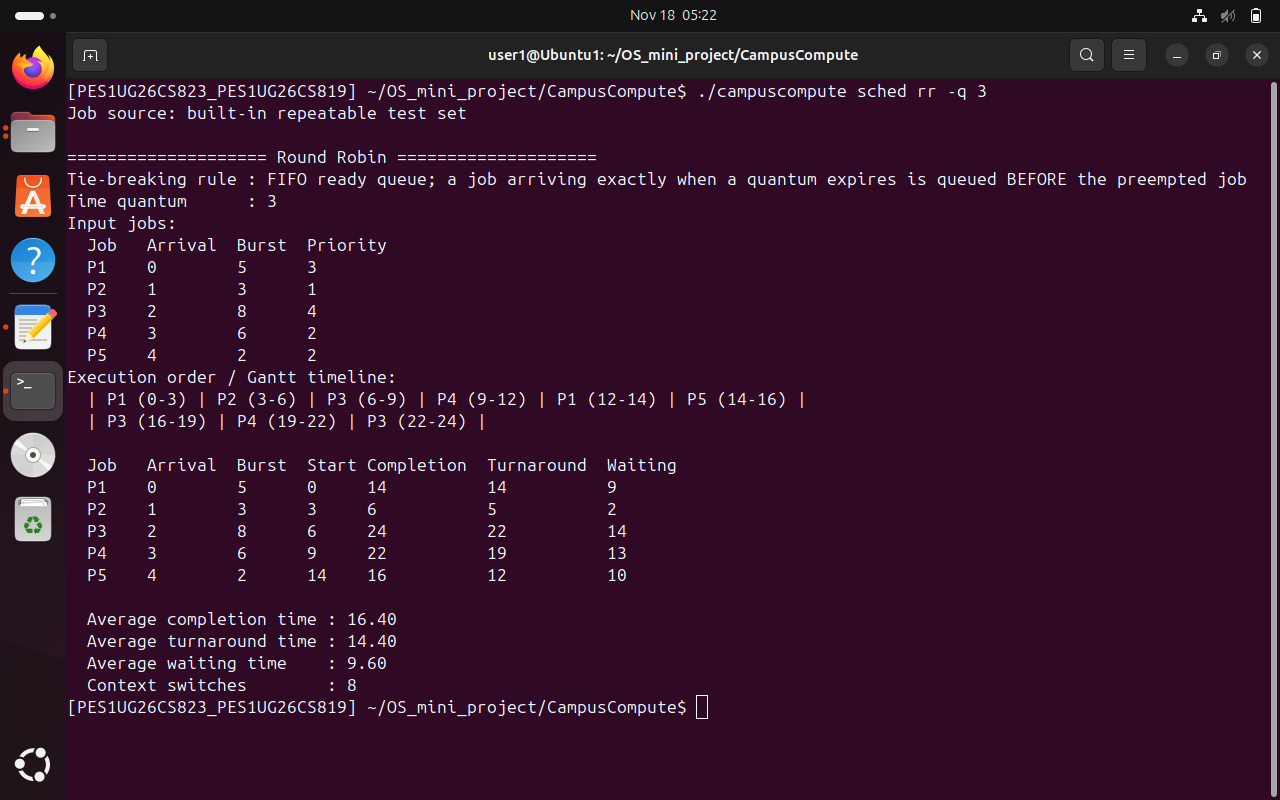 Nov 18 05:22
user1@Ubuntu1: ~/OS_mini_project/CampusCompute
[PES1UG26CS823_PES1UG26CS819] ~/OS_mini_project/CampusCompute$ ./campuscompute sched rr -q 3
Job source: built-in repeatable test set
==================== Round Robin ====================
Tie-breaking rule : FIFO ready queue; a job arriving exactly when a quantum expires is queued BEFORE the preempted job
Time quantum      : 3
Input jobs:
  Job   Arrival  Burst  Priority
  P1    0        5      3
  P2    1        3      1
  P3    2        8      4
  P4    3        6      2
  P5    4        2      2
Execution order / Gantt timeline:
  | P1 (0-3) | P2 (3-6) | P3 (6-9) | P4 (9-12) | P1 (12-14) | P5 (14-16) |
  | P3 (16-19) | P4 (19-22) | P3 (22-24) |
  Job   Arrival  Burst  Start Completion  Turnaround  Waiting
  P1    0        5      0     14          14          9
  P2    1        3      3     6           5           2
  P3    2        8      6     24          22          14
  P4    3        6      9     22          19          13
  P5    4        2      14    16          12          10
  Average completion time : 16.40
  Average turnaround time : 14.40
  Average waiting time    : 9.60
  Context switches        : 8
[PES1UG26CS823_PES1UG26CS819] ~/OS_mini_project/CampusCompute$